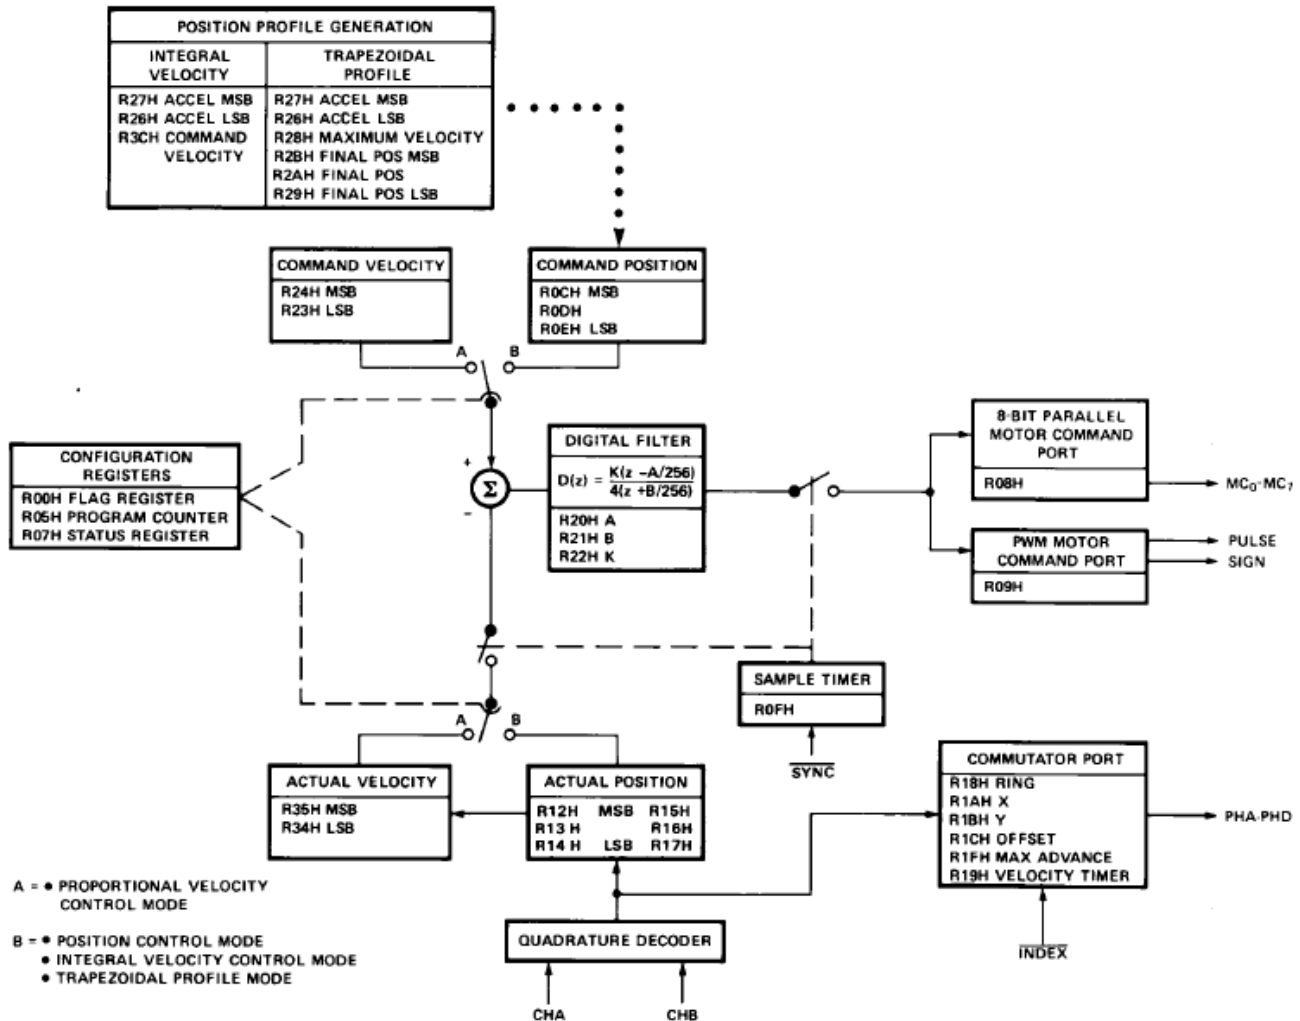 POSITION PROFILE GENERATION
INTEGRAL VELOCITY
TRAPEZOIDAL PROFILE
R27H ACCEL MSB
R26H ACCEL LSB
R3CH COMMAND
VELOCITY
R27H ACCEL MSB
R26H ACCEL LSB
R28H MAXIMUM VELOCITY
R2BH FINAL POS MSB
R2AH FINAL POS
R29H FINAL POS LSB
COMMAND VELOCITY
R24H MSB
R23H LSB
COMMAND POSITION
R0CH MSB
R0DH
R0EH LSB
A
B
CONFIGURATION
REGISTERS
R00H FLAG REGISTER
R05H PROGRAM COUNTER
R07H STATUS REGISTER
+
Σ
−
DIGITAL FILTER
D(z) = K(z −A/256) / 4(z +B/256)
R20H A
R21H B
R22H K
8-BIT PARALLEL
MOTOR COMMAND
PORT
R08H
MC0-MC7
PWM MOTOR
COMMAND PORT
R09H
PULSE
SIGN
SAMPLE TIMER
R0FH
SYNC
A
B
ACTUAL VELOCITY
R35H MSB
R34H LSB
ACTUAL POSITION
R12H MSB R15H
R13H R16H
R14H LSB R17H
COMMUTATOR PORT
R18H RING
R1AH X
R1BH Y
R1CH OFFSET
R1FH MAX ADVANCE
R19H VELOCITY TIMER
PHA-PHD
INDEX
QUADRATURE DECODER
CHA
CHB
A = • PROPORTIONAL VELOCITY
CONTROL MODE
B = • POSITION CONTROL MODE
• INTEGRAL VELOCITY CONTROL MODE
• TRAPEZOIDAL PROFILE MODE